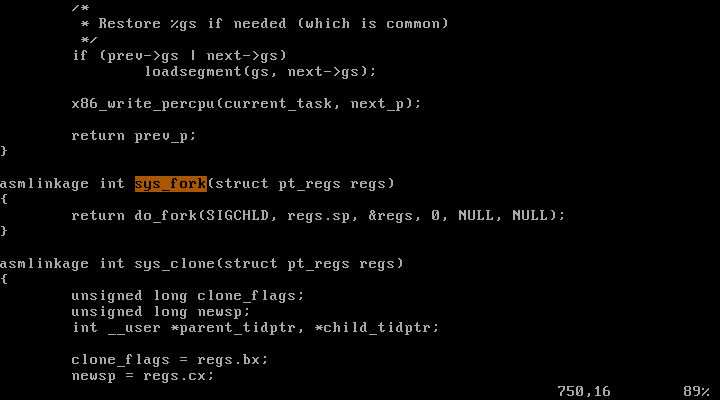 /*
 * Restore %gs if needed (which is common)
 */
if (prev->gs | next->gs)
        loadsegment(gs, next->gs);
x86_write_percpu(current_task, next_p);
return prev_p;
}
asmlinkage int sys_fork(struct pt_regs regs)
{
        return do_fork(SIGCHLD, regs.sp, &regs, 0, NULL, NULL);
}
asmlinkage int sys_clone(struct pt_regs regs)
{
        unsigned long clone_flags;
        unsigned long newsp;
        int __user *parent_tidptr, *child_tidptr;
        clone_flags = regs.bx;
        newsp = regs.cx;
750,16 89%